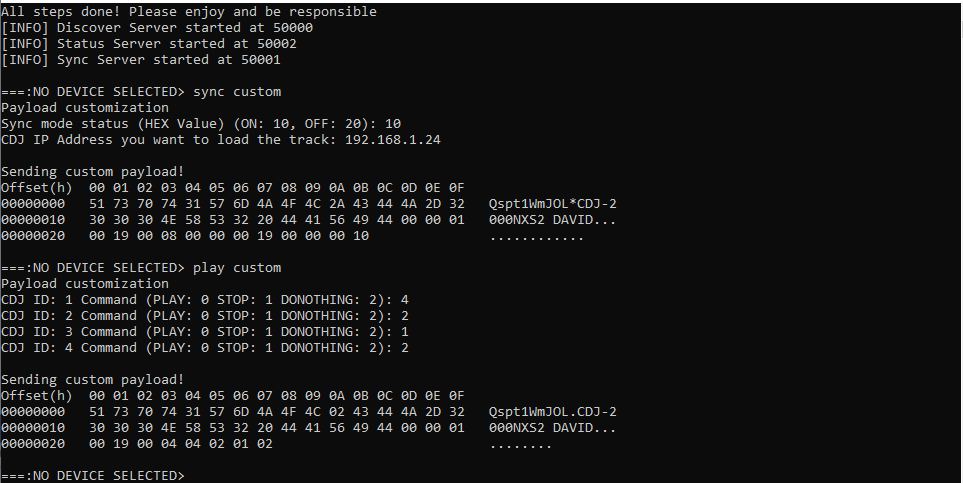 All steps done! Please enjoy and be responsible
[INFO] Discover Server started at 50000
[INFO] Status Server started at 50002
[INFO] Sync Server started at 50001
===:NO DEVICE SELECTED> sync custom
Payload customization
Sync mode status (HEX Value) (ON: 10, OFF: 20): 10
CDJ IP Address you want to load the track: 192.168.1.24
Sending custom payload!
Offset(h)  00 01 02 03 04 05 06 07 08 09 0A 0B 0C 0D 0E 0F
00000000   51 73 70 74 31 57 6D 4A 4F 4C 2A 43 44 4A 2D 32   Qspt1WmJOL*CDJ-2
00000010   30 30 30 4E 58 53 32 20 44 41 56 49 44 00 00 01   000NXS2 DAVID...
00000020   00 19 00 08 00 00 00 19 00 00 00 10               ............
===:NO DEVICE SELECTED> play custom
Payload customization
CDJ ID: 1 Command (PLAY: 0 STOP: 1 DONOTHING: 2): 4
CDJ ID: 2 Command (PLAY: 0 STOP: 1 DONOTHING: 2): 2
CDJ ID: 3 Command (PLAY: 0 STOP: 1 DONOTHING: 2): 1
CDJ ID: 4 Command (PLAY: 0 STOP: 1 DONOTHING: 2): 2
Sending custom payload!
Offset(h)  00 01 02 03 04 05 06 07 08 09 0A 0B 0C 0D 0E 0F
00000000   51 73 70 74 31 57 6D 4A 4F 4C 02 43 44 4A 2D 32   Qspt1WmJOL.CDJ-2
00000010   30 30 30 4E 58 53 32 20 44 41 56 49 44 00 00 01   000NXS2 DAVID...
00000020   00 19 00 04 04 02 01 02                           ........
===:NO DEVICE SELECTED>